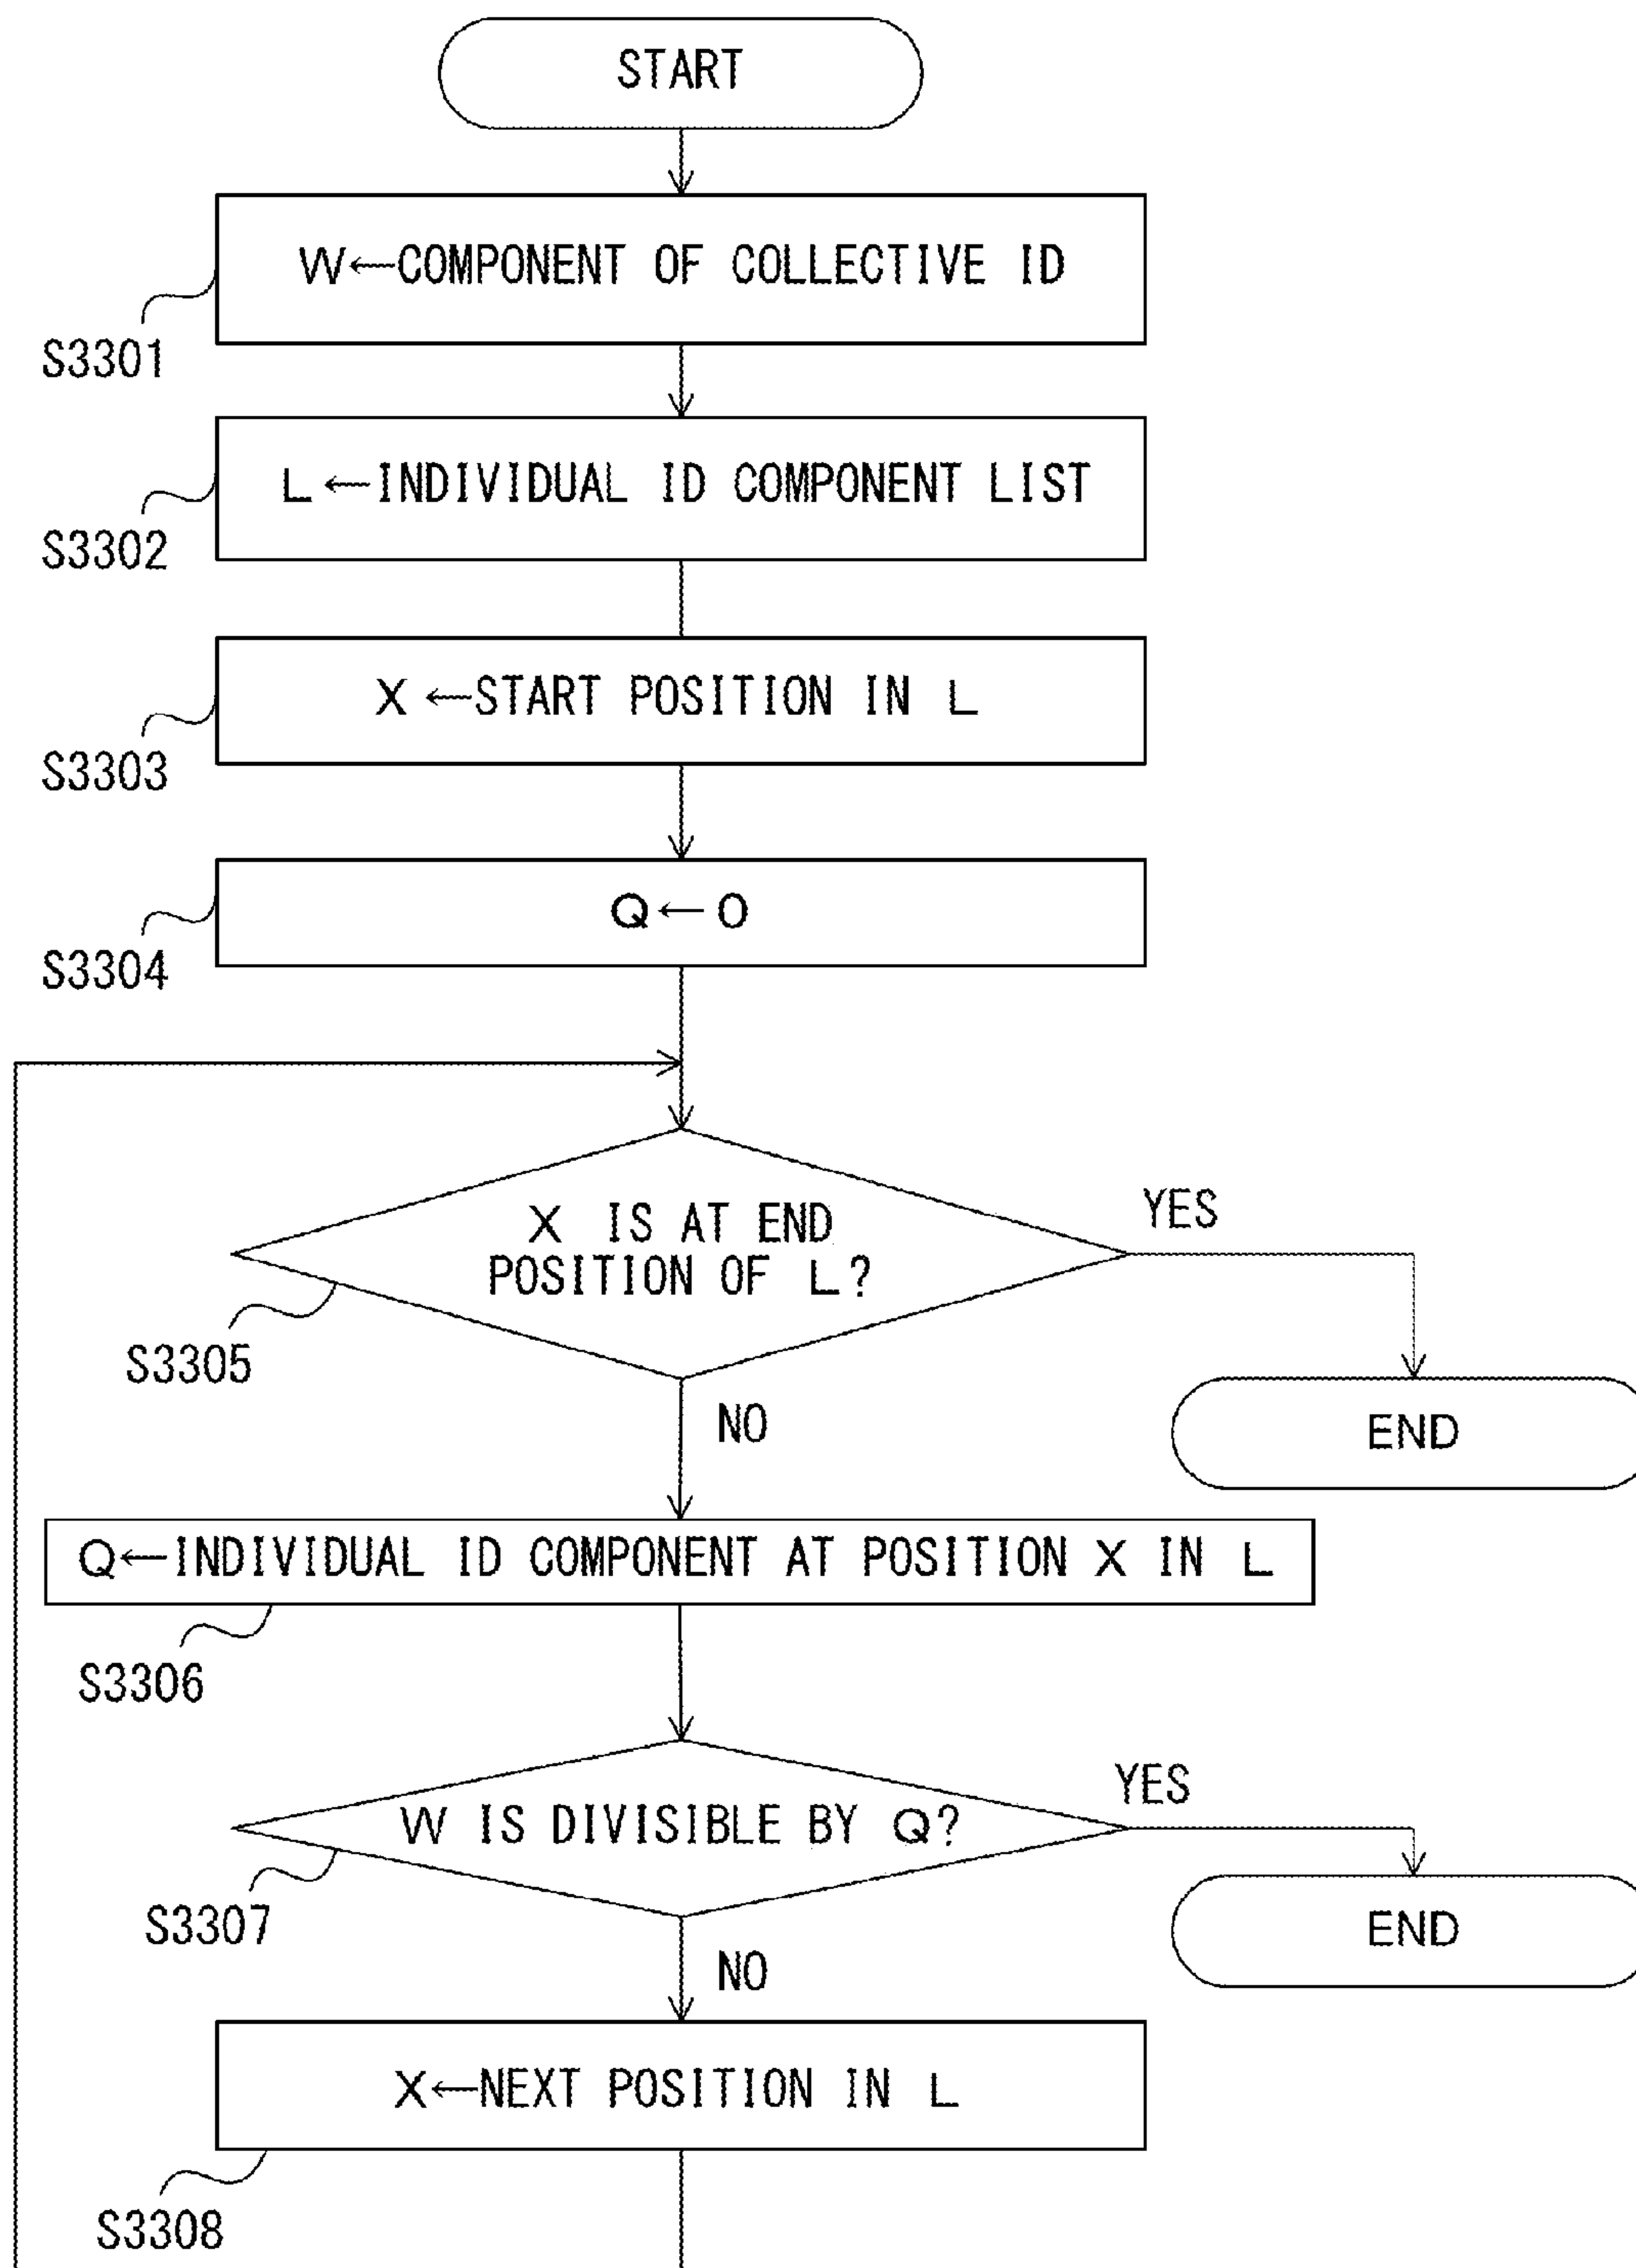 START
W←COMPONENT OF COLLECTIVE ID
S3301
L←INDIVIDUAL ID COMPONENT LIST
S3302
X←START POSITION IN L
S3303
Q←0
S3304
X IS AT END
POSITION OF L?
YES
S3305
NO
END
Q←INDIVIDUAL ID COMPONENT AT POSITION X IN L
S3306
W IS DIVISIBLE BY Q?
YES
S3307
NO
END
X←NEXT POSITION IN L
S3308